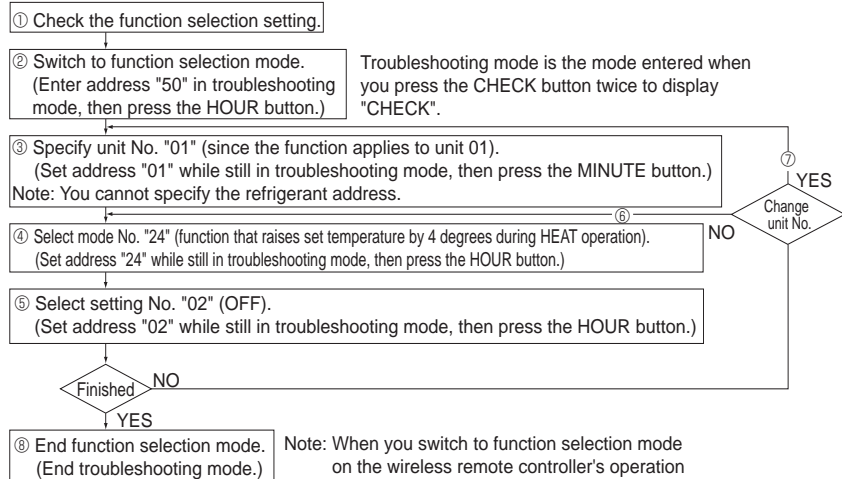 ① Check the function selection setting.
② Switch to function selection mode.
(Enter address "50" in troubleshooting
mode, then press the HOUR button.)
Troubleshooting mode is the mode entered when
you press the CHECK button twice to display
"CHECK".
③ Specify unit No. "01" (since the function applies to unit 01).
(Set address "01" while still in troubleshooting mode, then press the MINUTE button.)
Note: You cannot specify the refrigerant address.
⑦
YES
Change
unit No.
⑥
NO
④ Select mode No. "24" (function that raises set temperature by 4 degrees during HEAT operation).
(Set address "24" while still in troubleshooting mode, then press the HOUR button.)
⑤ Select setting No. "02" (OFF).
(Set address "02" while still in troubleshooting mode, then press the HOUR button.)
Finished
NO
YES
⑧ End function selection mode.
(End troubleshooting mode.)
Note: When you switch to function selection mode
on the wireless remote controller's operation